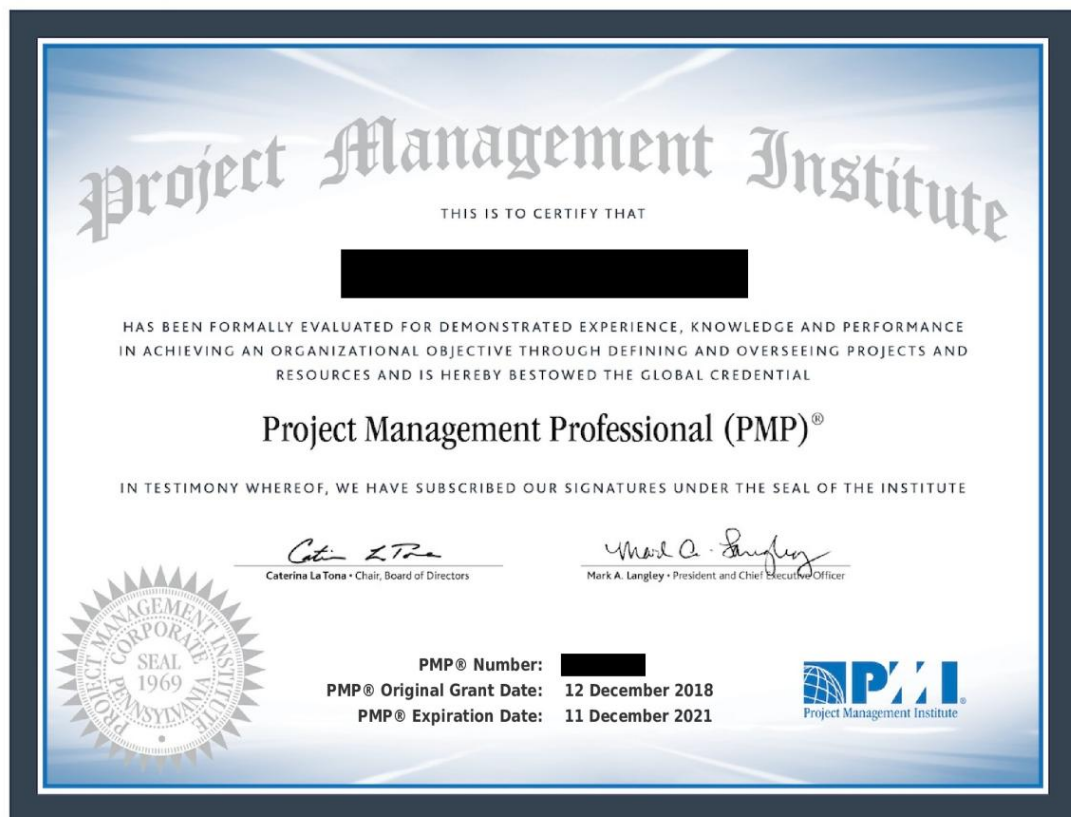 Project Management Institute
THIS IS TO CERTIFY THAT
HAS BEEN FORMALLY EVALUATED FOR DEMONSTRATED EXPERIENCE, KNOWLEDGE AND PERFORMANCE
IN ACHIEVING AN ORGANIZATIONAL OBJECTIVE THROUGH DEFINING AND OVERSEEING PROJECTS AND
RESOURCES AND IS HEREBY BESTOWED THE GLOBAL CREDENTIAL
Project Management Professional (PMP)®
IN TESTIMONY WHEREOF, WE HAVE SUBSCRIBED OUR SIGNATURES UNDER THE SEAL OF THE INSTITUTE
Caterina La Tona • Chair, Board of Directors
Mark A. Langley • President and Chief Executive Officer
PROJECT MANAGEMENT INSTITUTE
CORPORATE
SEAL
1969
PENNSYLVANIA
PMP® Number:
PMP® Original Grant Date: 12 December 2018
PMP® Expiration Date: 11 December 2021
PMI®
Project Management Institute